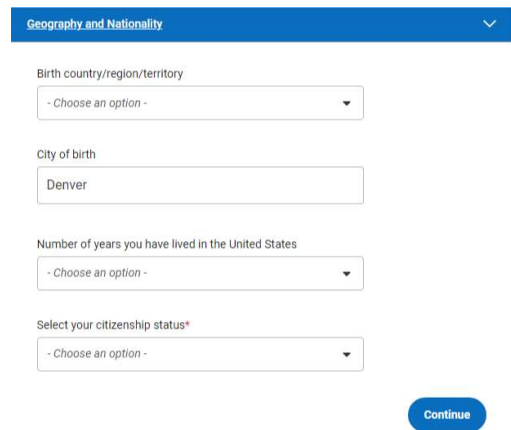 Geography and Nationality
Birth country/region/territory
- Choose an option -
City of birth
Denver
Number of years you have lived in the United States
- Choose an option -
Select your citizenship status*
- Choose an option -
Continue